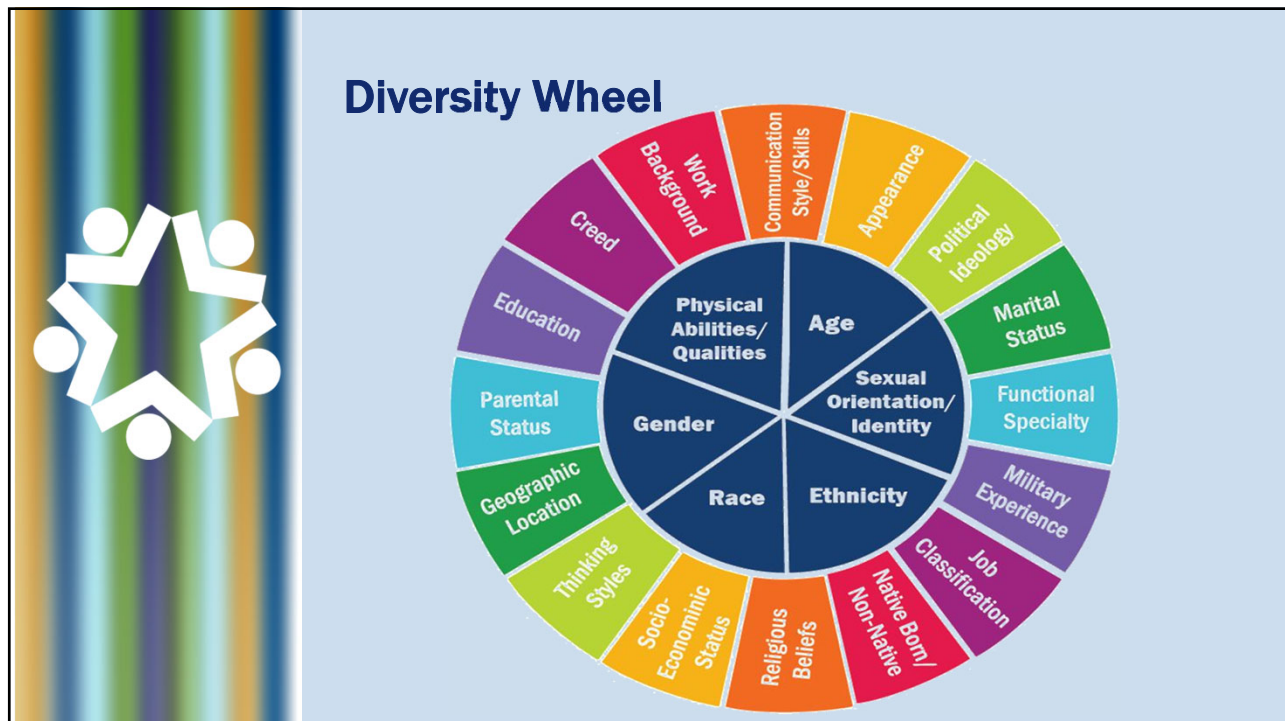 Diversity Wheel
Communication
Style/Skills
Appearance
Political
Ideology
Marital
Status
Functional
Specialty
Military
Experience
Job
Classification
Native Born/
Non-Native
Religious
Beliefs
Socio-
Econominic
Status
Thinking
Styles
Geographic
Location
Parental
Status
Education
Creed
Work
Background
Physical
Abilities/
Qualities
Age
Sexual
Orientation/
Identity
Ethnicity
Race
Gender